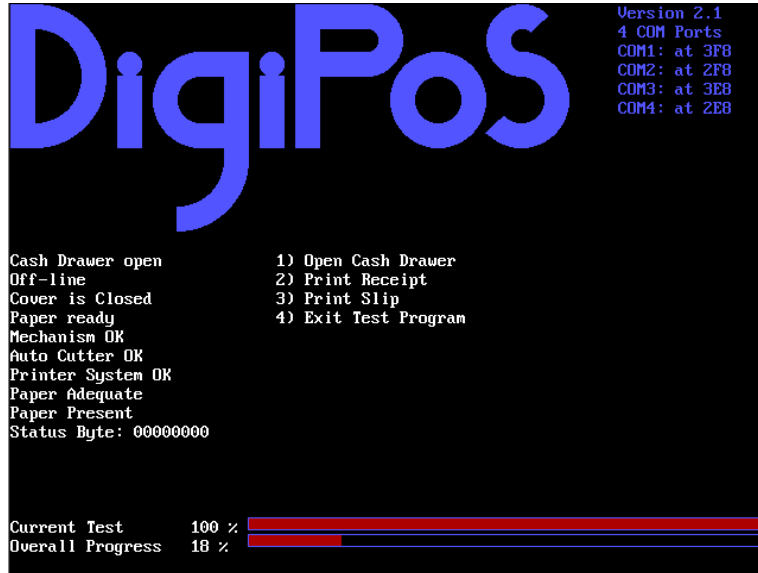 DigiPoS
Version 2.1
4 COM Ports
COM1: at 3F8
COM2: at 2F8
COM3: at 3E8
COM4: at 2E8
Cash Drawer open
Off-line
Cover is Closed
Paper ready
Mechanism OK
Auto Cutter OK
Printer System OK
Paper Adequate
Paper Present
Status Byte: 00000000
1) Open Cash Drawer
2) Print Receipt
3) Print Slip
4) Exit Test Program
Current Test 100 %
Overall Progress 18 %